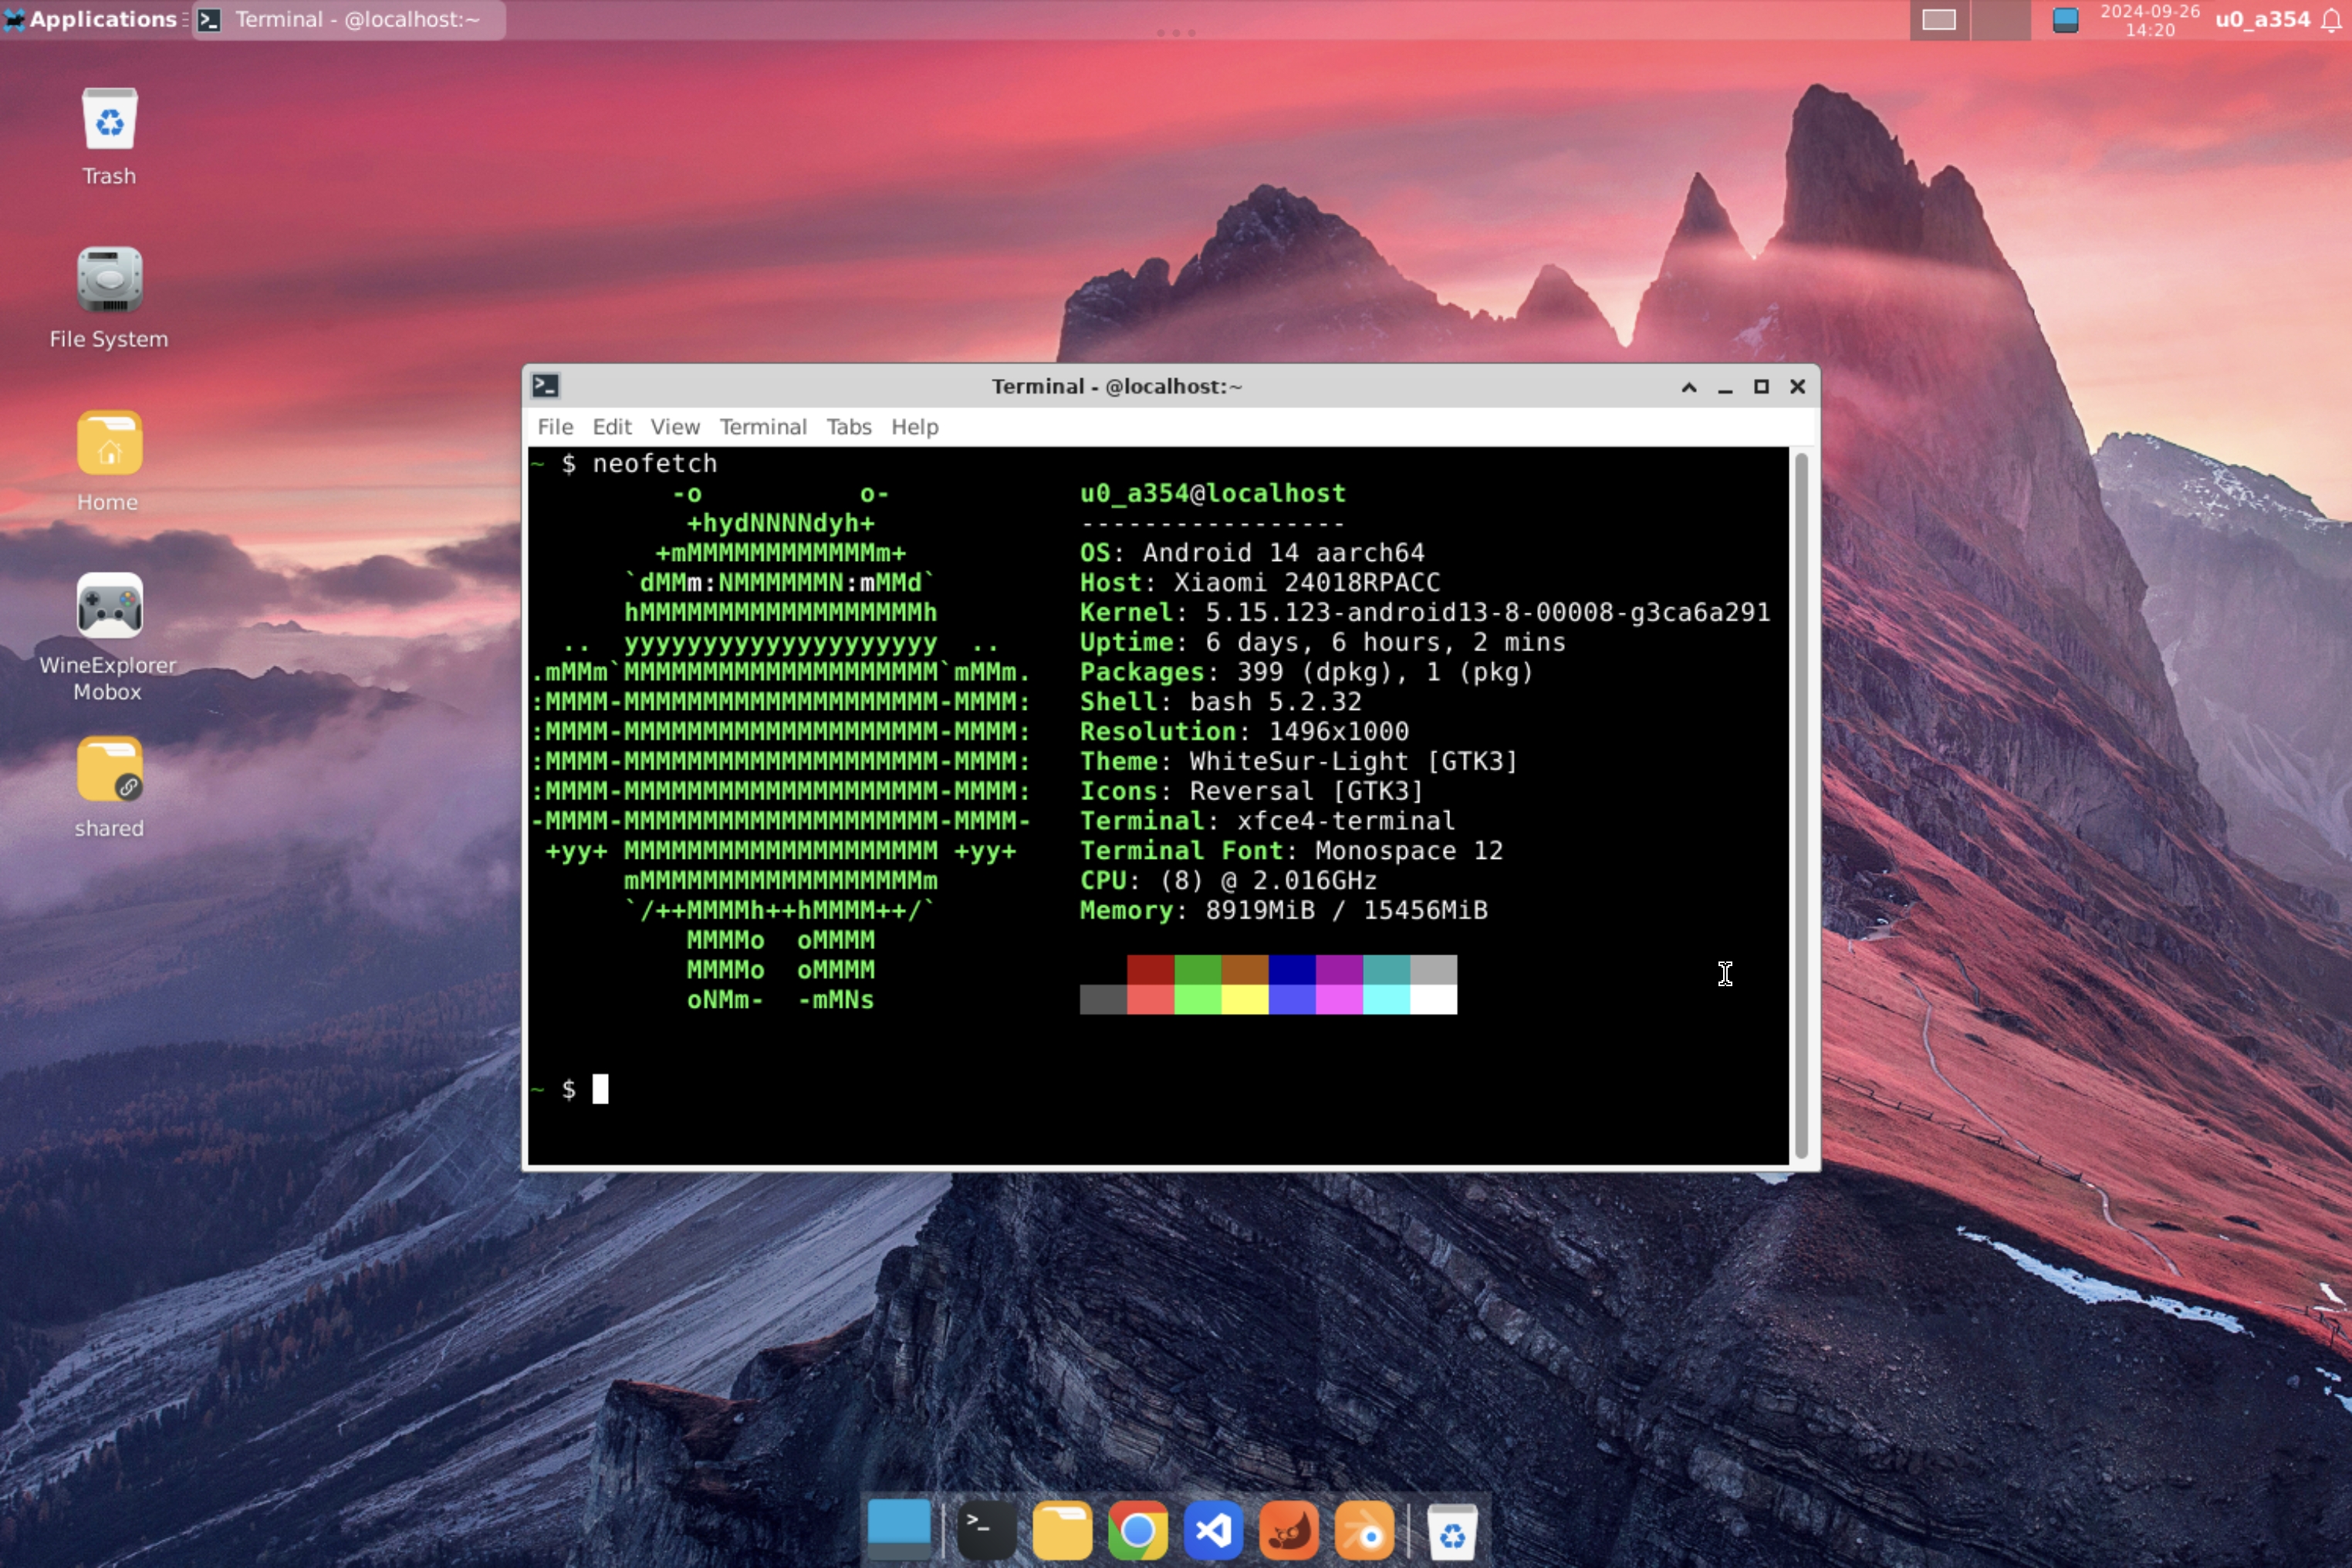 Applications
Terminal - @localhost:~
2024-09-26
14:20
u0_a354
Trash
File System
Home
WineExplorer
Mobox
shared
Terminal - @localhost:~
File Edit View Terminal Tabs Help
~ $ neofetch
-o o- u0_a354@localhost
+hydNNNNdyh+ -----------------
+mMMMMMMMMMMMMm+ OS: Android 14 aarch64
`dMMm:NMMMMMMN:mMMd` Host: Xiaomi 24018RPACC
hMMMMMMMMMMMMMMMMMMh Kernel: 5.15.123-android13-8-00008-g3ca6a291
.. yyyyyyyyyyyyyyyyyyyy .. Uptime: 6 days, 6 hours, 2 mins
.mMMm`MMMMMMMMMMMMMMMMMMMM`mMMm. Packages: 399 (dpkg), 1 (pkg)
:MMMM-MMMMMMMMMMMMMMMMMMMM-MMMM: Shell: bash 5.2.32
:MMMM-MMMMMMMMMMMMMMMMMMMM-MMMM: Resolution: 1496x1000
:MMMM-MMMMMMMMMMMMMMMMMMMM-MMMM: Theme: WhiteSur-Light [GTK3]
:MMMM-MMMMMMMMMMMMMMMMMMMM-MMMM: Icons: Reversal [GTK3]
-MMMM-MMMMMMMMMMMMMMMMMMMM-MMMM- Terminal: xfce4-terminal
+yy+ MMMMMMMMMMMMMMMMMMMM +yy+ Terminal Font: Monospace 12
mMMMMMMMMMMMMMMMMMMm CPU: (8) @ 2.016GHz
`/++MMMMh++hMMMM++/` Memory: 8919MiB / 15456MiB
MMMMo oMMMM
MMMMo oMMMM
oNMm- -mMNs
~ $